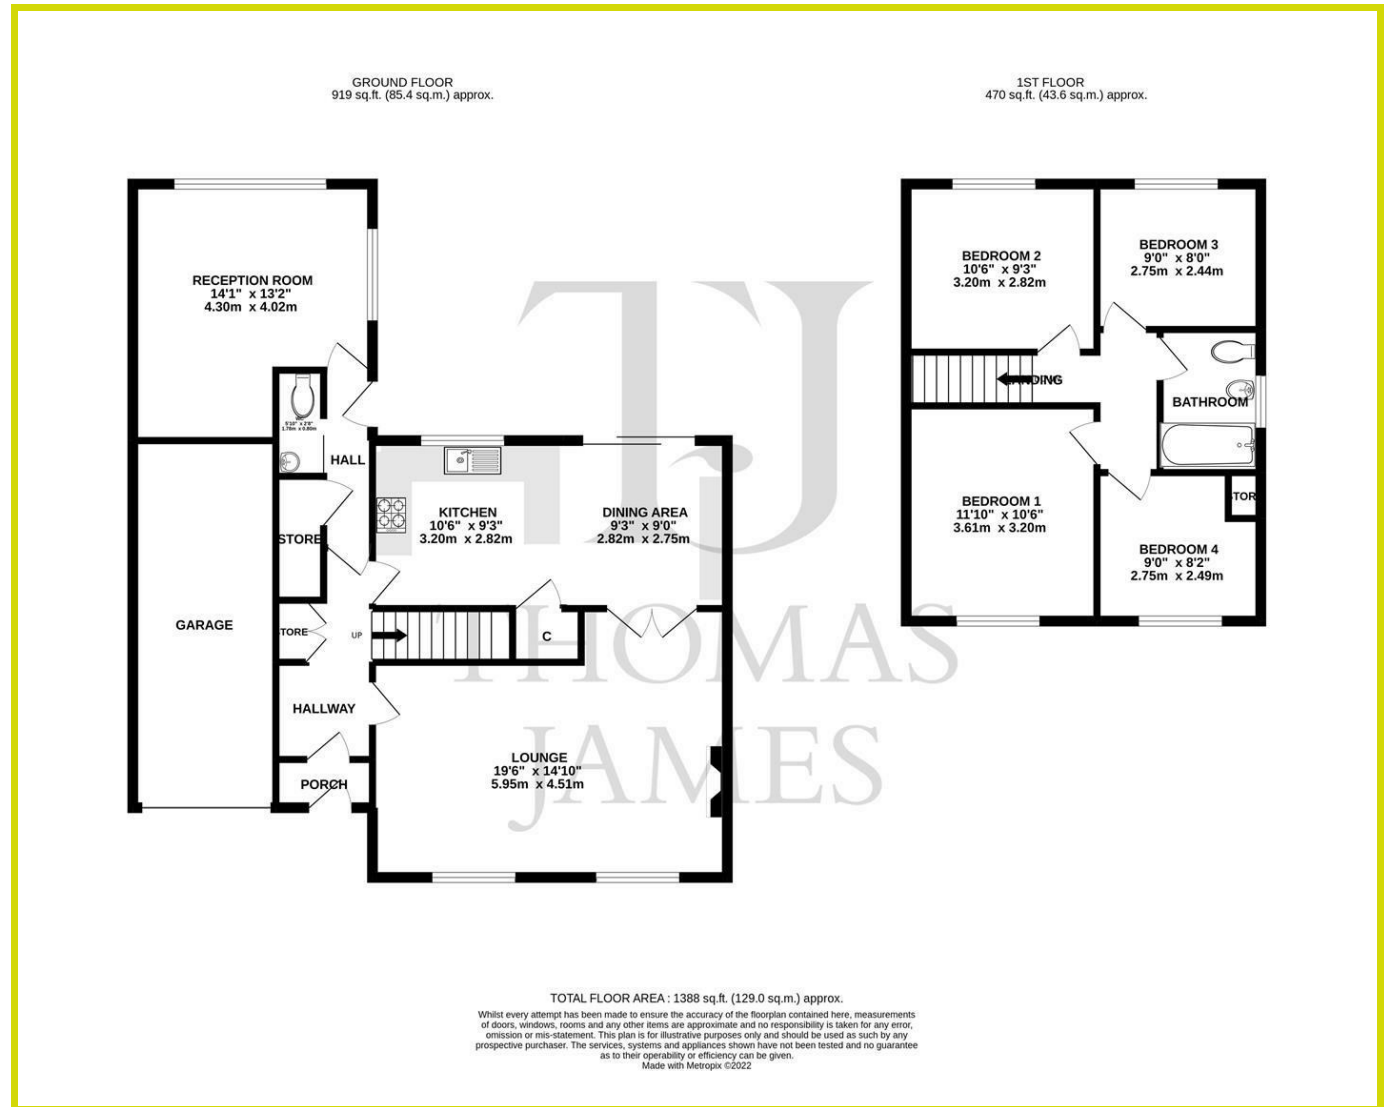 GROUND FLOOR
919 sq.ft. (85.4 sq.m.) approx.
1ST FLOOR
470 sq.ft. (43.6 sq.m.) approx.
RECEPTION ROOM
14'1" x 13'2"
4.30m x 4.02m
5'10" x 2'8"
1.78m x 0.80m
HALL
KITCHEN
10'6" x 9'3"
3.20m x 2.82m
DINING AREA
9'3" x 9'0"
2.82m x 2.75m
STORE
GARAGE
STORE
UP
C
HALLWAY
LOUNGE
19'6" x 14'10"
5.95m x 4.51m
PORCH
BEDROOM 2
10'6" x 9'3"
3.20m x 2.82m
BEDROOM 3
9'0" x 8'0"
2.75m x 2.44m
LANDING
BATHROOM
BEDROOM 1
11'10" x 10'6"
3.61m x 3.20m
STOR
BEDROOM 4
9'0" x 8'2"
2.75m x 2.49m
TJ
THOMAS
JAMES
TOTAL FLOOR AREA : 1388 sq.ft. (129.0 sq.m.) approx.
Whilst every attempt has been made to ensure the accuracy of the floorplan contained here, measurements
of doors, windows, rooms and any other items are approximate and no responsibility is taken for any error,
omission or mis-statement. This plan is for illustrative purposes only and should be used as such by any
prospective purchaser. The services, systems and appliances shown have not been tested and no guarantee
as to their operability or efficiency can be given.
Made with Metropix ©2022